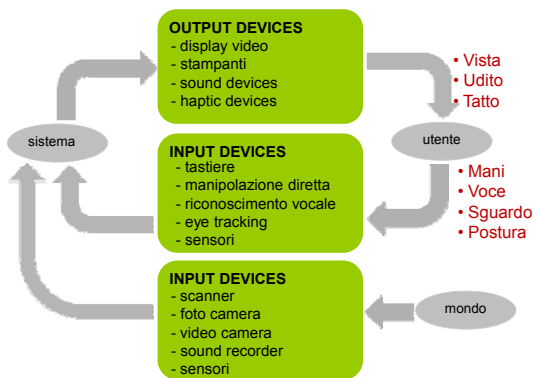 OUTPUT DEVICES
- display video
- stampanti
- sound devices
- haptic devices
• Vista
• Udito
• Tatto
sistema
utente
INPUT DEVICES
- tastiere
- manipolazione diretta
- riconoscimento vocale
- eye tracking
- sensori
• Mani
• Voce
• Sguardo
• Postura
INPUT DEVICES
- scanner
- foto camera
- video camera
- sound recorder
- sensori
mondo